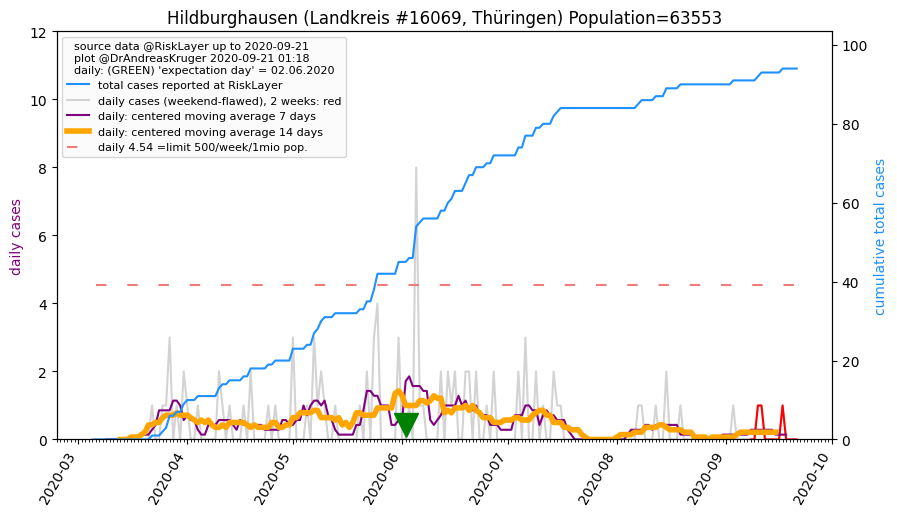 Hildburghausen (Landkreis #16069, Thüringen) Population=63553
source data @RiskLayer up to 2020-09-21
plot @DrAndreasKruger 2020-09-21 01:18
daily: (GREEN) 'expectation day' = 02.06.2020
total cases reported at RiskLayer
daily cases (weekend-flawed), 2 weeks: red
daily: centered moving average 7 days
daily: centered moving average 14 days
daily 4.54 =limit 500/week/1mio pop.
daily cases
12
10
8
6
4
2
0
cumulative total cases
100
80
60
40
20
0
2020-03
2020-04
2020-05
2020-06
2020-07
2020-08
2020-09
2020-10